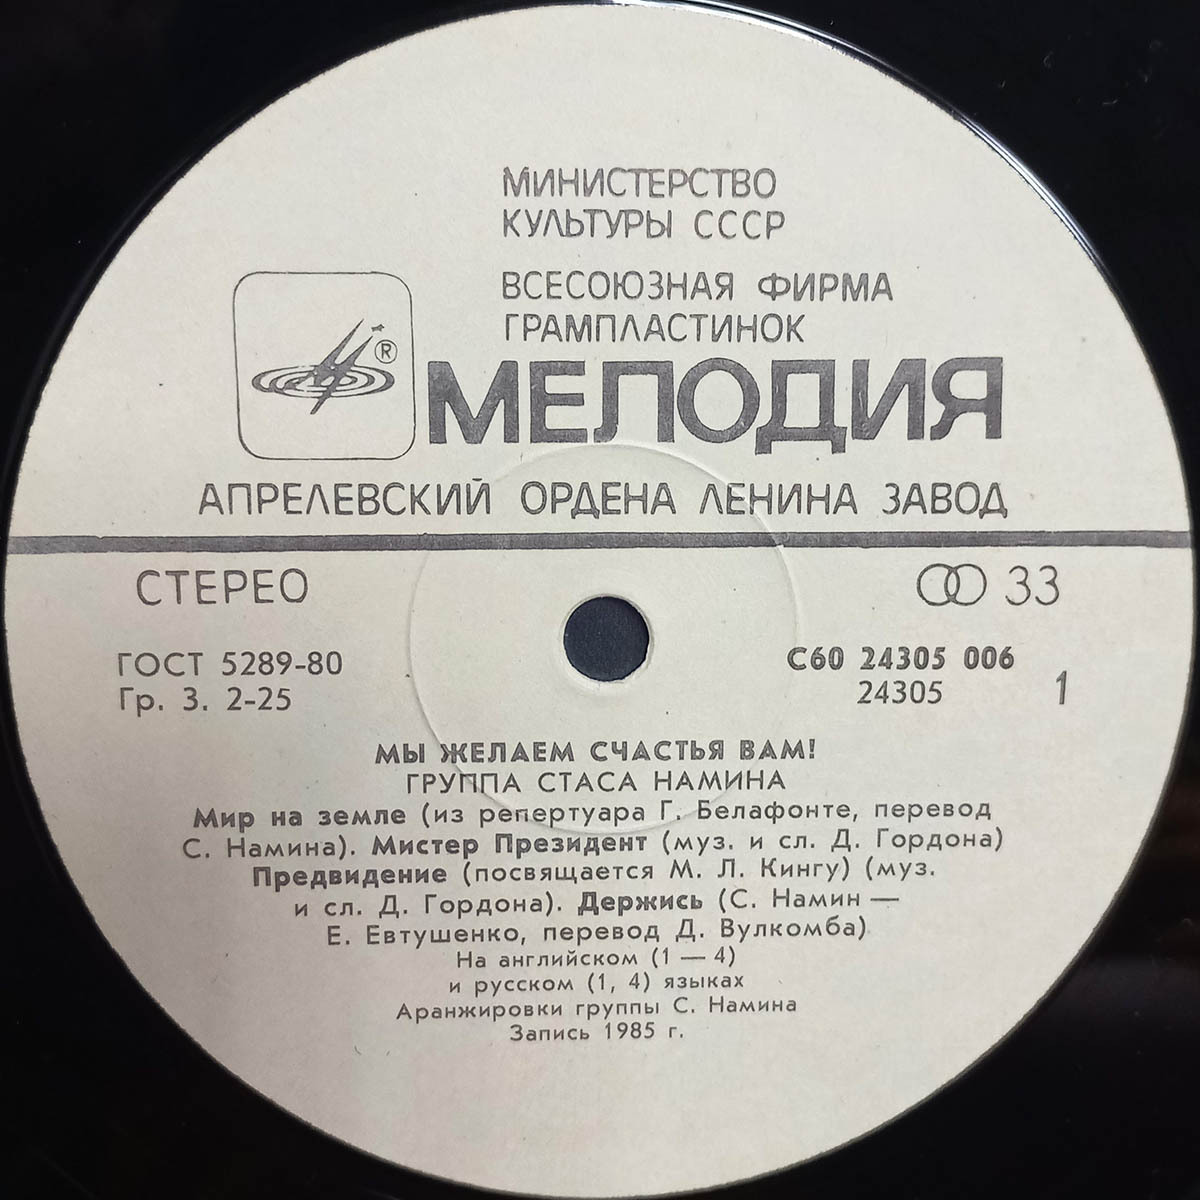 МИНИСТЕРСТВО
КУЛЬТУРЫ СССР
ВСЕСОЮЗНАЯ ФИРМА
ГРАМПЛАСТИНОК
®
МЕЛОДИЯ
АПРЕЛЕВСКИЙ ОРДЕНА ЛЕНИНА ЗАВОД
СТЕРЕО
33
ГОСТ 5289-80
Гр. 3. 2-25
С60 24305 006
24305
1
МЫ ЖЕЛАЕМ СЧАСТЬЯ ВАМ!
ГРУППА СТАСА НАМИНА
Мир на земле (из репертуара Г. Белафонте, перевод
С. Намина). Мистер Президент (муз. и сл. Д. Гордона)
Предвидение (посвящается М. Л. Кингу) (муз.
и сл. Д. Гордона). Держись (С. Намин —
Е. Евтушенко, перевод Д. Вулкомба)
На английском (1 — 4)
и русском (1, 4) языках
Аранжировки группы С. Намина
Запись 1985 г.